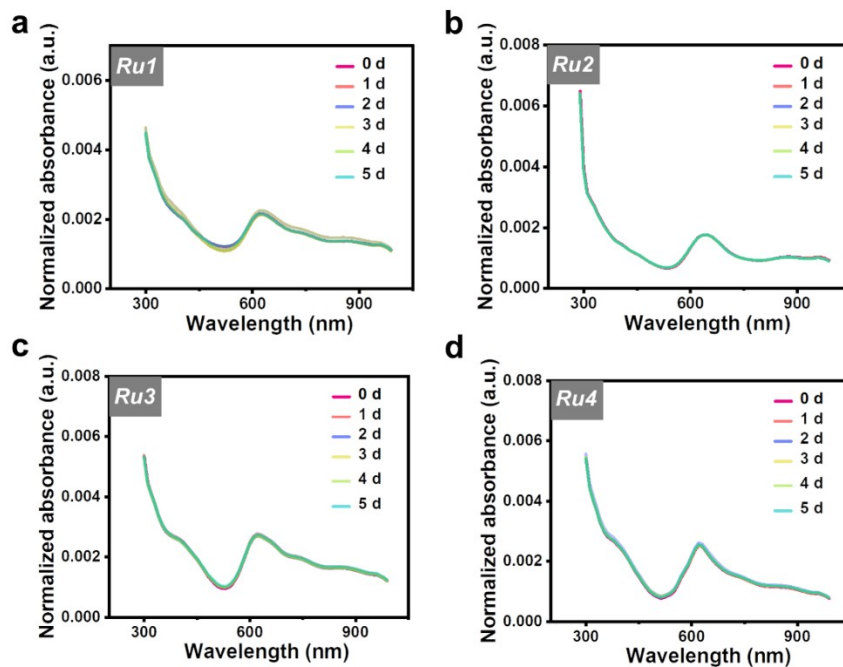 a
Ru1
Normalized absorbance (a.u.)
0.006
0.004
0.002
0.000
300
600
900
Wavelength (nm)
0 d
1 d
2 d
3 d
4 d
5 d
b
Ru2
Normalized absorbance (a.u.)
0.008
0.006
0.004
0.002
0.000
300
600
900
Wavelength (nm)
0 d
1 d
2 d
3 d
4 d
5 d
c
Ru3
Normalized absorbance (a.u.)
0.008
0.006
0.004
0.002
0.000
300
600
900
Wavelength (nm)
0 d
1 d
2 d
3 d
4 d
5 d
d
Ru4
Normalized absorbance (a.u.)
0.008
0.006
0.004
0.002
0.000
300
600
900
Wavelength (nm)
0 d
1 d
2 d
3 d
4 d
5 d